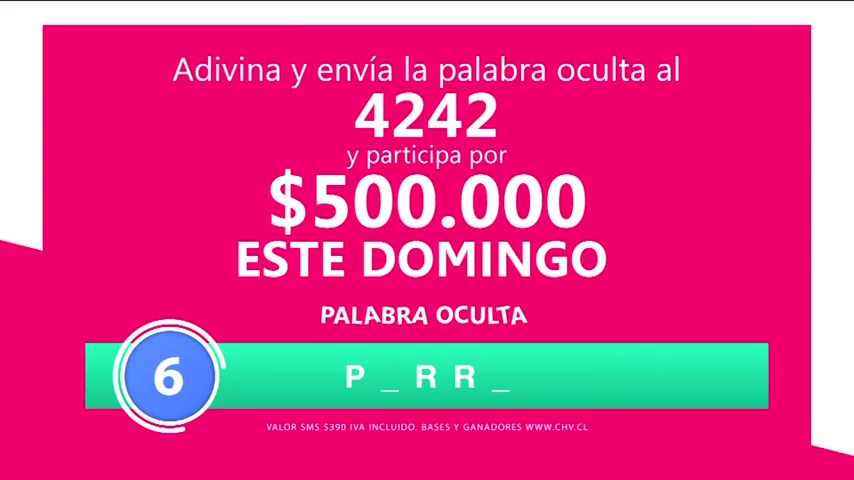 Adivina y envía la palabra oculta al
4242
y participa por
$500.000
ESTE DOMINGO
PALABRA OCULTA
6
P _ R R _
VALOR SMS $390 IVA INCLUIDO. BASES Y GANADORES WWW.CHV.CL